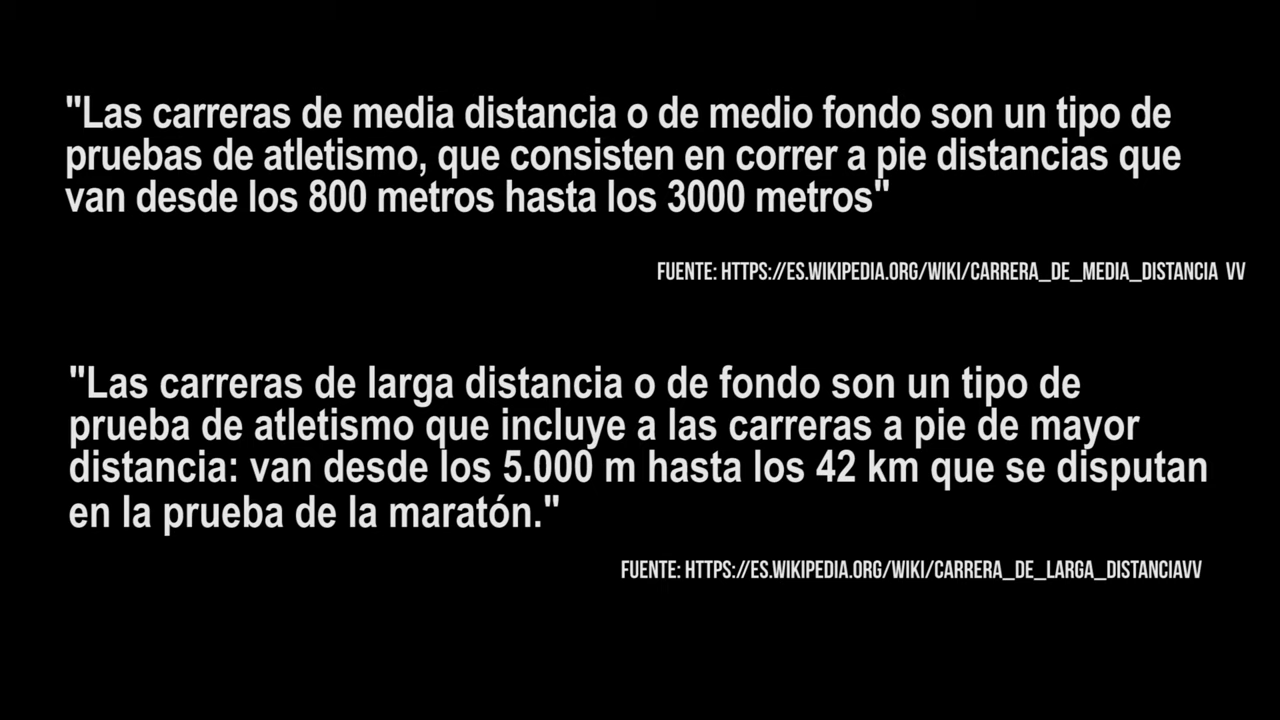 "Las carreras de media distancia o de medio fondo son un tipo de
pruebas de atletismo, que consisten en correr a pie distancias que
van desde los 800 metros hasta los 3000 metros"
FUENTE: HTTPS://ES.WIKIPEDIA.ORG/WIKI/CARRERA_DE_MEDIA_DISTANCIA VV
"Las carreras de larga distancia o de fondo son un tipo de
prueba de atletismo que incluye a las carreras a pie de mayor
distancia: van desde los 5.000 m hasta los 42 km que se disputan
en la prueba de la maratón."
FUENTE: HTTPS://ES.WIKIPEDIA.ORG/WIKI/CARRERA_DE_LARGA_DISTANCIAVV